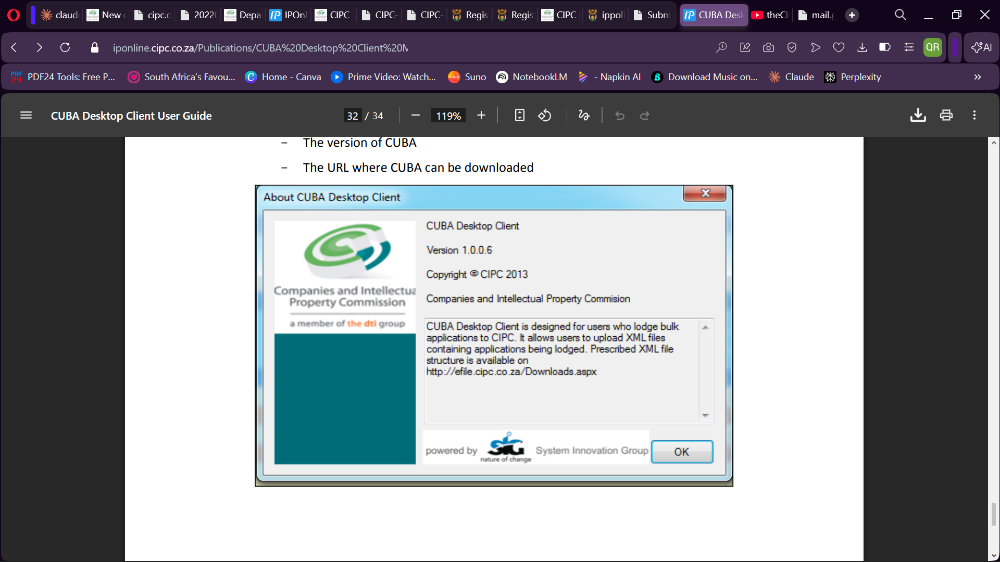 claud
New
cipc.c
2022
Depa
IPOnl
CIPC
CIPC-
CIPC-
Regis
Regis
CIPC
ippoli
Subm
CUBA Desk
theCI
mail.g
iponline.cipc.co.za/Publications/CUBA%20Desktop%20Client%20M
QR
AI
PDF24 Tools: Free P...
South Africa's Favou...
Home - Canva
Prime Video: Watch...
Suno
NotebookLM
- Napkin AI
Download Music on...
Claude
Perplexity
»
CUBA Desktop Client User Guide
32 / 34
119%
– The version of CUBA
– The URL where CUBA can be downloaded
About CUBA Desktop Client
Companies and Intellectua
Property Commission
a member of the dti group
CUBA Desktop Client
Version 1.0.0.6
Copyright © CIPC 2013
Companies and Intellectual Property Commision
CUBA Desktop Client is designed for users who lodge bulk
applications to CIPC. It allows users to upload XML files
containing applications being lodged. Prescribed XML file
structure is available on
http://efile.cipc.co.za/Downloads.aspx
powered by SIG System Innovation Group
nature of change
OK